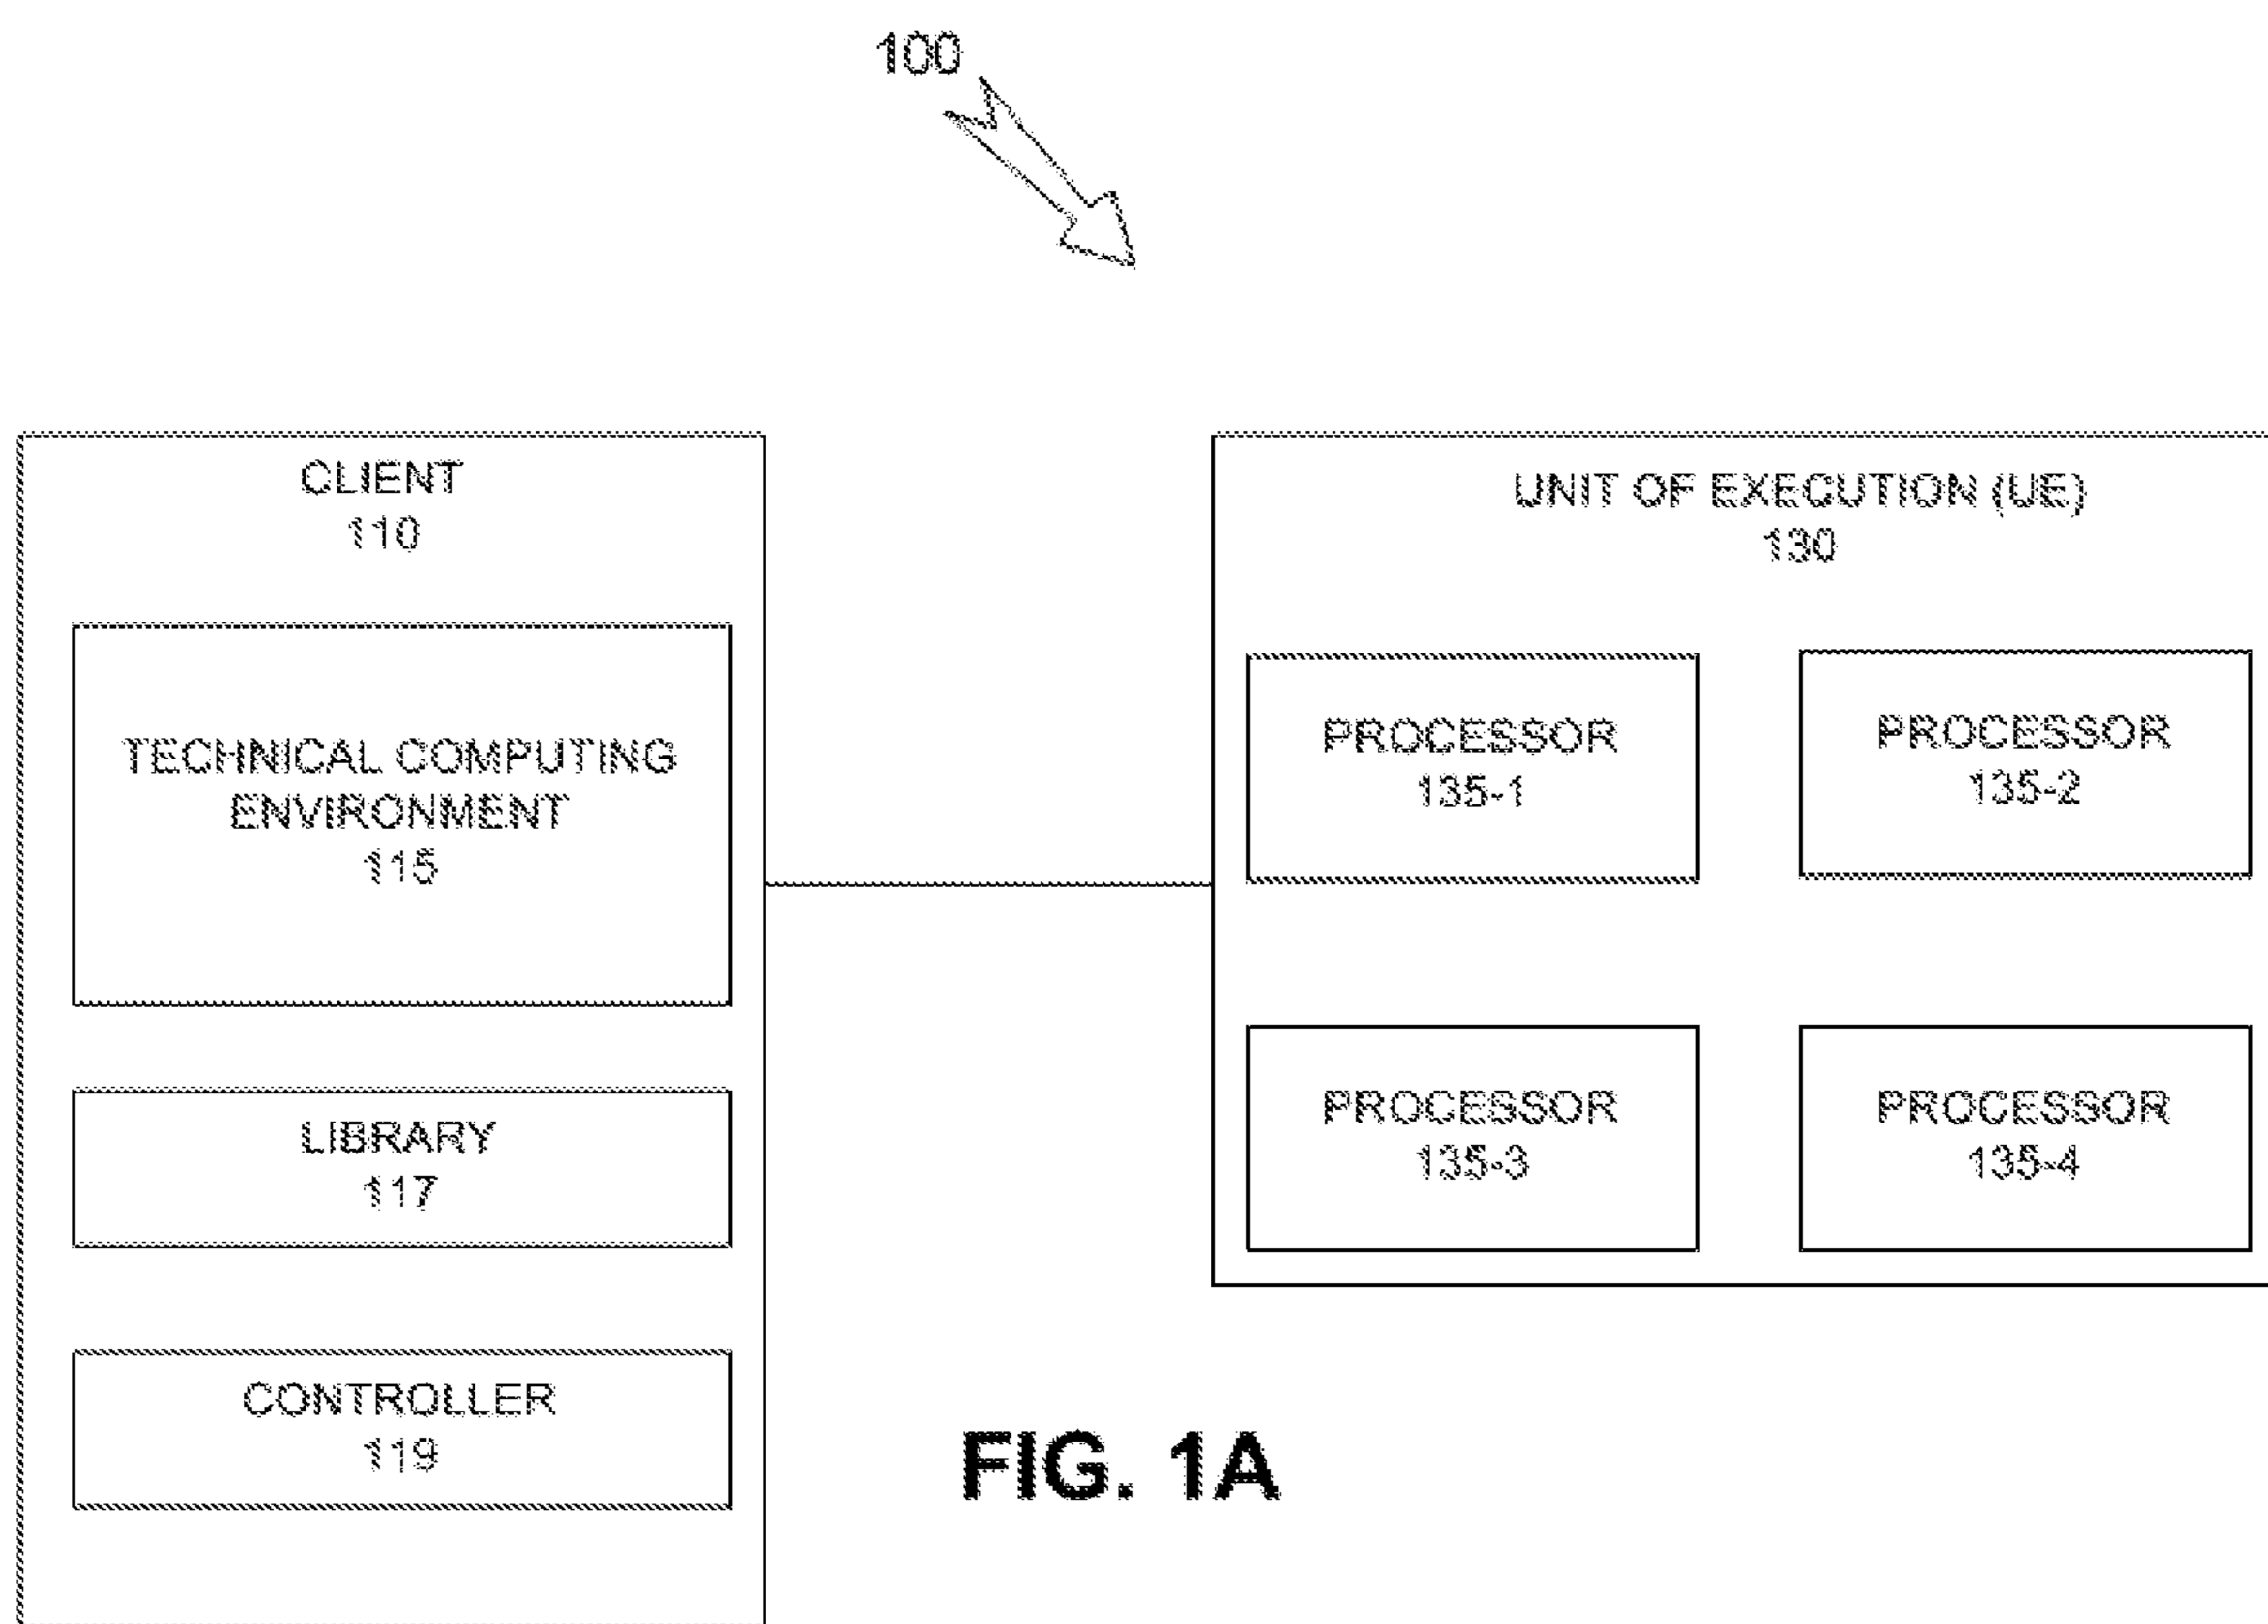 100
CLIENT
110
TECHNICAL COMPUTING
ENVIRONMENT
115
LIBRARY
117
CONTROLLER
119
UNIT OF EXECUTION (UE)
130
PROCESSOR
135-1
PROCESSOR
135-2
PROCESSOR
135-3
PROCESSOR
135-4
FIG. 1A